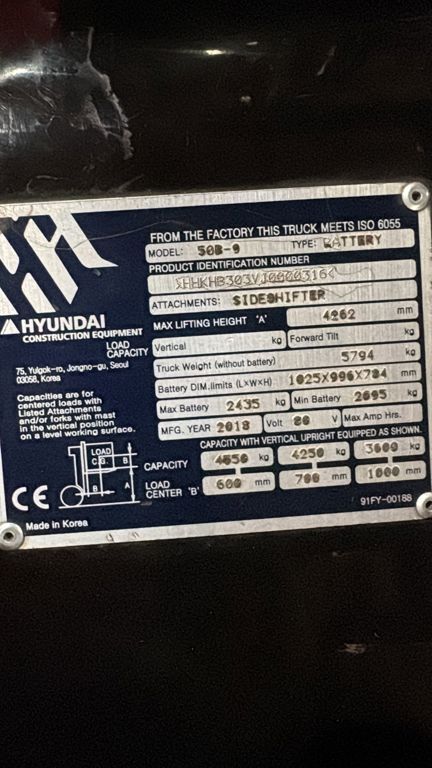 FROM THE FACTORY THIS TRUCK MEETS ISO 6055
MODEL: 50B-9 TYPE: BATTERY
PRODUCT IDENTIFICATION NUMBER
ATTACHMENTS: SIDESHIFTER
HYUNDAI
CONSTRUCTION EQUIPMENT
75, Yulgok-ro, Jongno-gu, Seoul
03058, Korea
MAX LIFTING HEIGHT 'A' 4262 mm
LOAD CAPACITY Vertical kg Forward Tilt kg
Truck Weight (without battery) 5794 kg
Battery DIM.limits (L×W×H) 1025X996X784 mm
Max Battery 2435 kg Min Battery 2095 kg
MFG. YEAR 2018 Volt 80 V Max Amp Hrs.
Capacities are for
centered loads with
Listed Attachments
and/or forks with mast
in the vertical position
on a level working surface.
CAPACITY WITH VERTICAL UPRIGHT EQUIPPED AS SHOWN.
CAPACITY 4650 kg 4250 kg 3600 kg
LOAD CENTER 'B' 600 mm 700 mm 1000 mm
LOAD
C.G. B
B A
CE
Made in Korea
91FY-00188